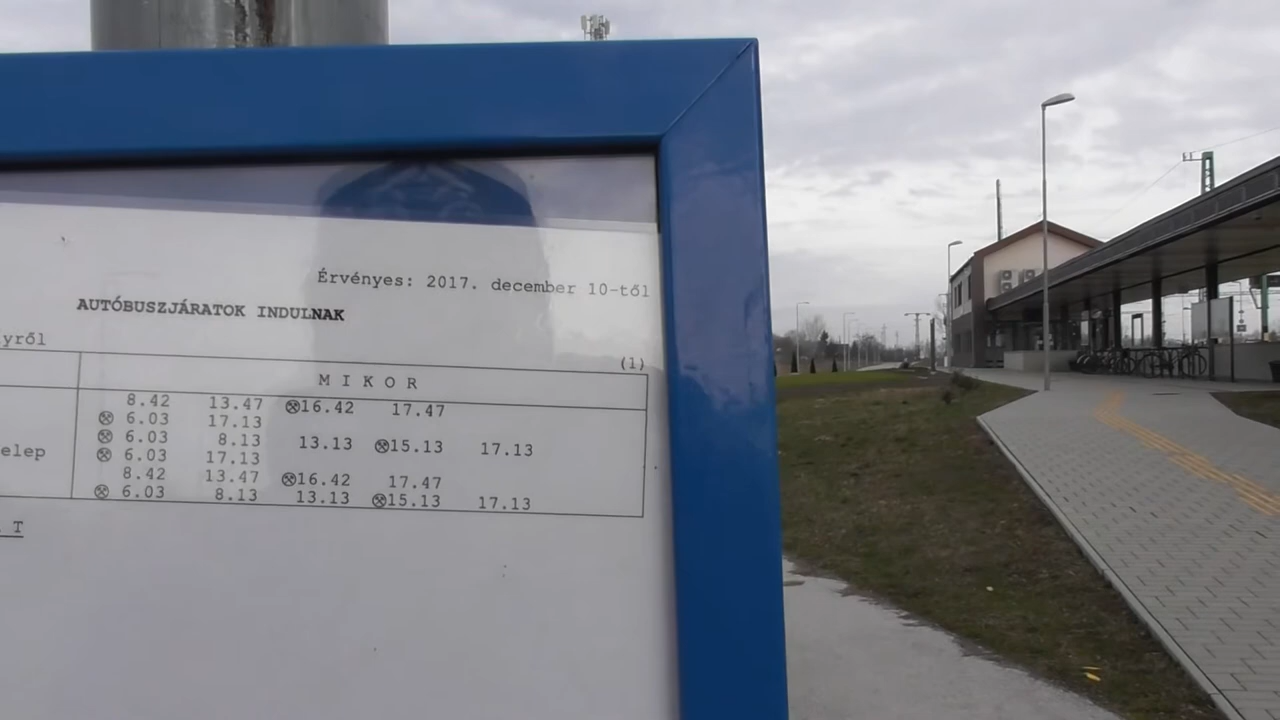 Érvényes: 2017. december 10-től
AUTÓBUSZJÁRATOK INDULNAK
yről
(1)
M I K O R
8.42 13.47 ⊗16.42 17.47
⊗ 6.03 17.13
⊗ 6.03 8.13 13.13 ⊗15.13 17.13
elep ⊗ 6.03 17.13
8.42 13.47 ⊗16.42 17.47
⊗ 6.03 8.13 13.13 ⊗15.13 17.13
T